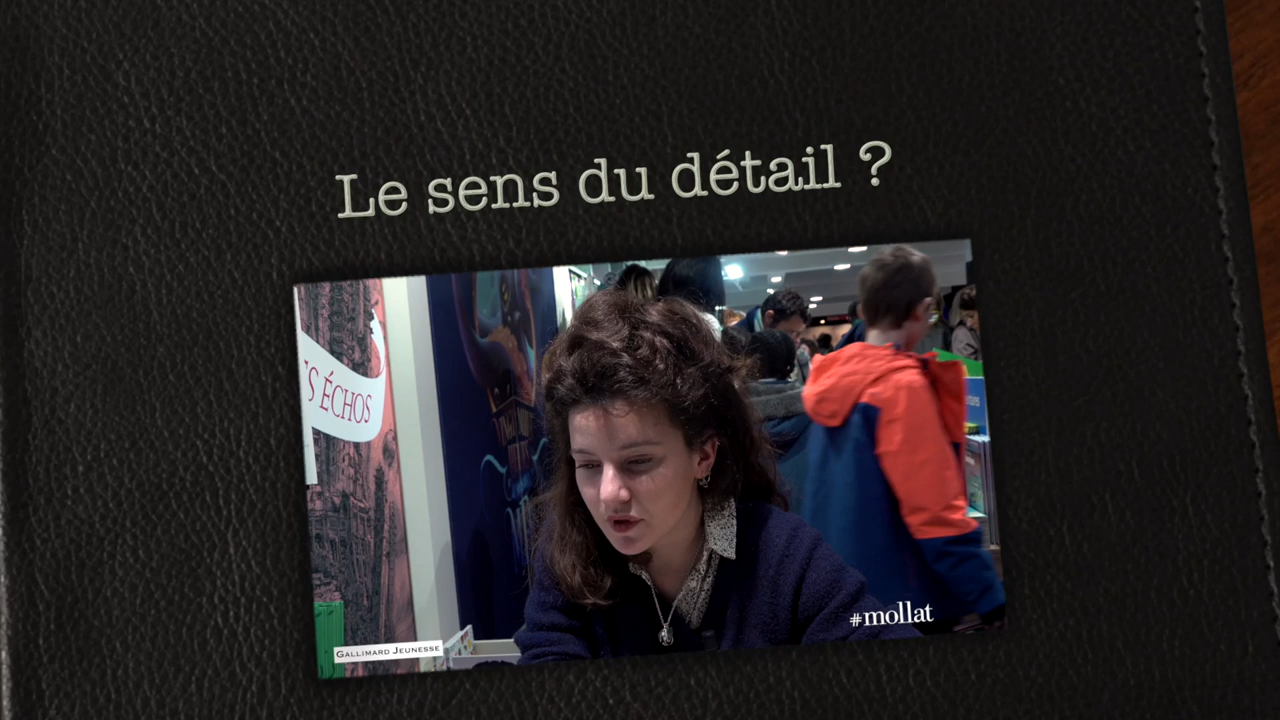 Le sens du détail ?
S ÉCHOS
GALLIMARD JEUNESSE
#mollat